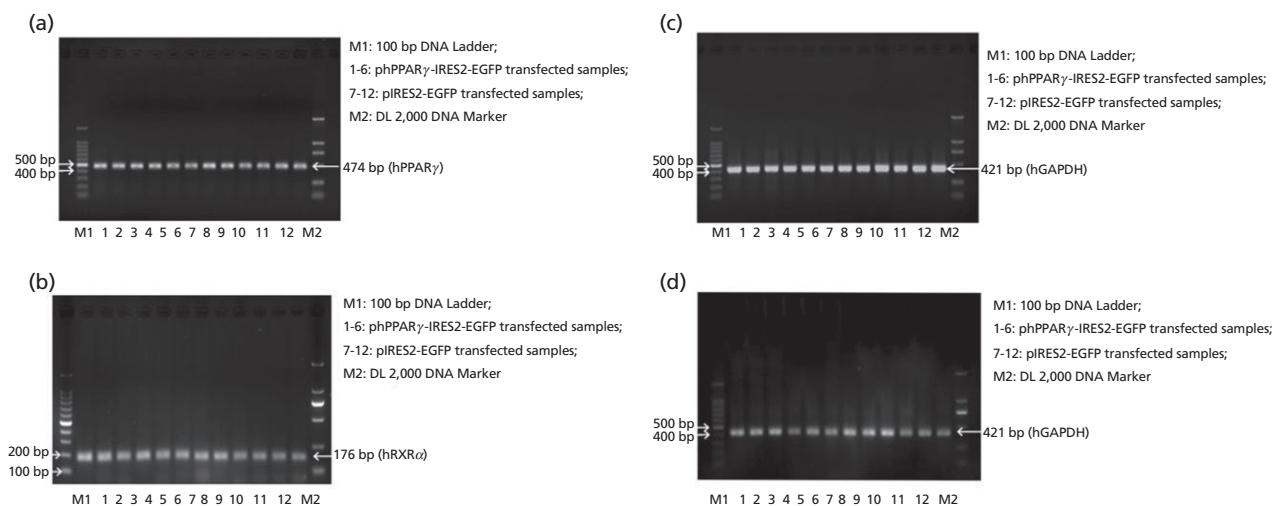 (a)
M1: 100 bp DNA Ladder;
1-6: phPPARγ-IRES2-EGFP transfected samples;
7-12: pIRES2-EGFP transfected samples;
M2: DL 2,000 DNA Marker
500 bp
400 bp
474 bp (hPPARγ)
M1 1 2 3 4 5 6 7 8 9 10 11 12 M2
(b)
M1: 100 bp DNA Ladder;
1-6: phPPARγ-IRES2-EGFP transfected samples;
7-12: pIRES2-EGFP transfected samples;
M2: DL 2,000 DNA Marker
200 bp
100 bp
176 bp (hRXRα)
M1 1 2 3 4 5 6 7 8 9 10 11 12 M2
(c)
M1: 100 bp DNA Ladder;
1-6: phPPARγ-IRES2-EGFP transfected samples;
7-12: pIRES2-EGFP transfected samples;
M2: DL 2,000 DNA Marker
500 bp
400 bp
421 bp (hGAPDH)
M1 1 2 3 4 5 6 7 8 9 10 11 12 M2
(d)
M1: 100 bp DNA Ladder;
1-6: phPPARγ-IRES2-EGFP transfected samples;
7-12: pIRES2-EGFP transfected samples;
M2: DL 2,000 DNA Marker
500 bp
400 bp
421 bp (hGAPDH)
M1 1 2 3 4 5 6 7 8 9 10 11 12 M2